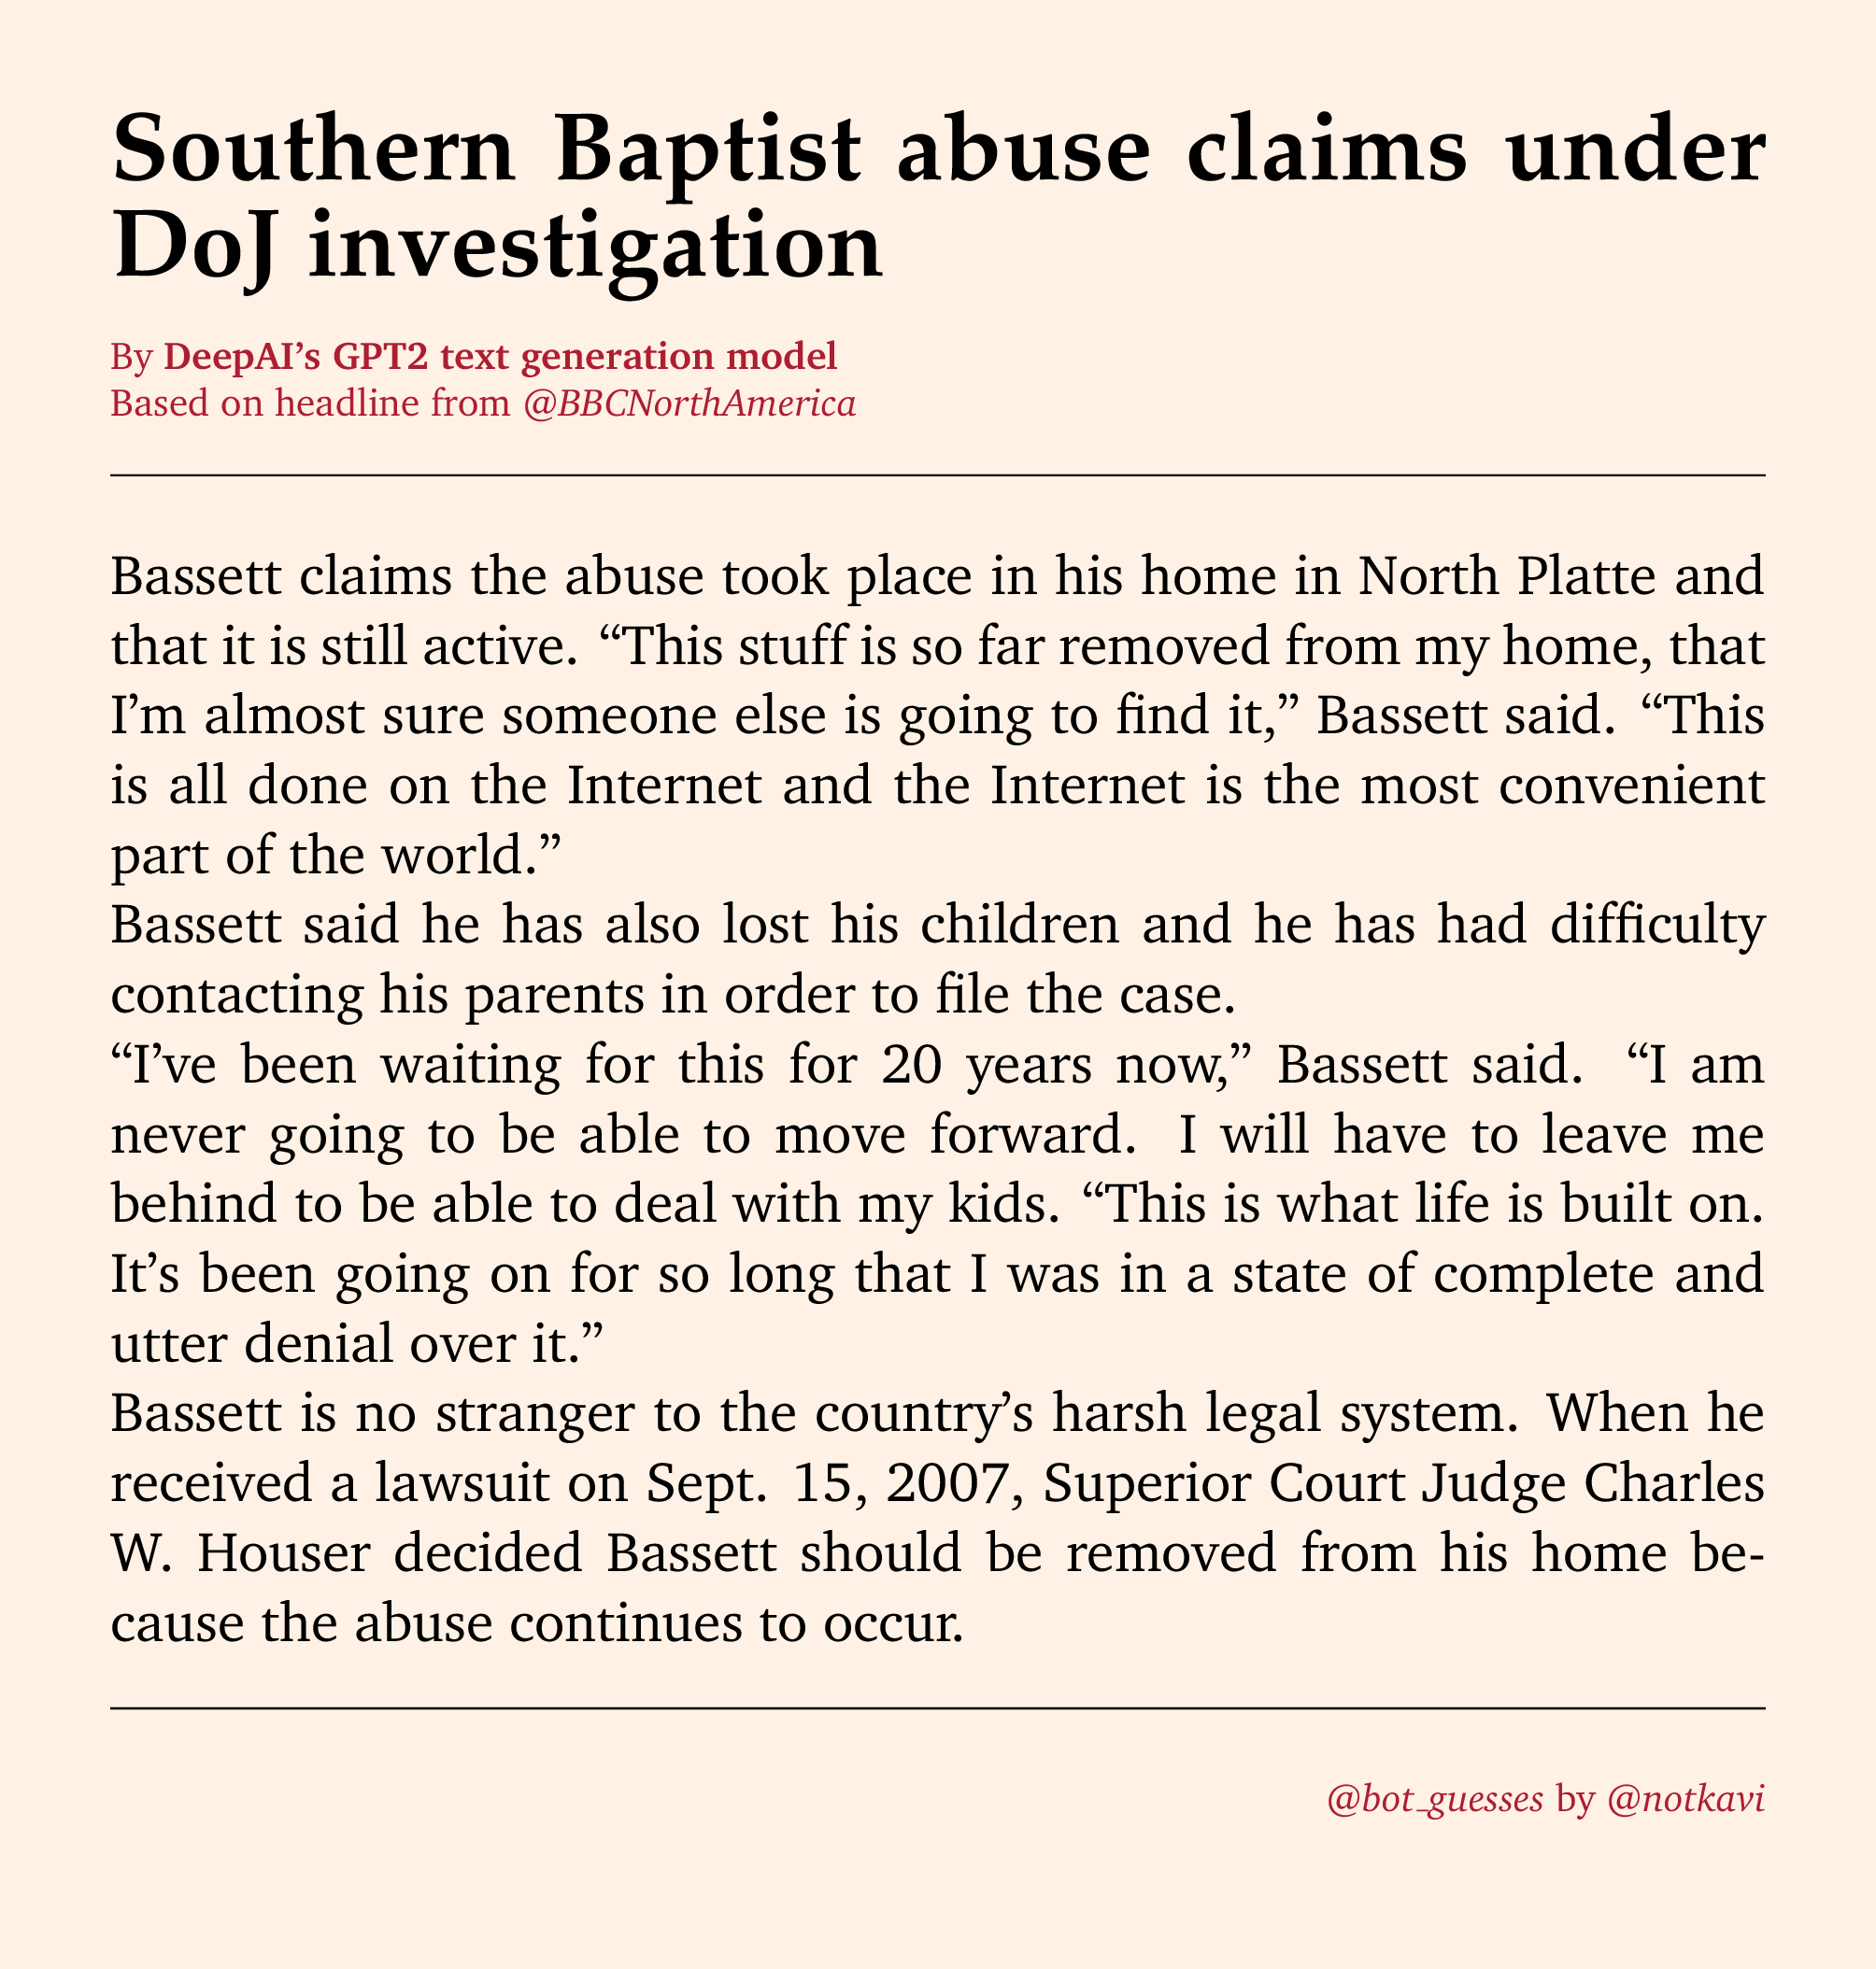 Southern Baptist abuse claims under
DoJ investigation
By DeepAI’s GPT2 text generation model
Based on headline from @BBCNorthAmerica
Bassett claims the abuse took place in his home in North Platte and
that it is still active. “This stuff is so far removed from my home, that
I’m almost sure someone else is going to find it,” Bassett said. “This
is all done on the Internet and the Internet is the most convenient
part of the world.”
Bassett said he has also lost his children and he has had difficulty
contacting his parents in order to file the case.
“I’ve been waiting for this for 20 years now,” Bassett said. “I am
never going to be able to move forward. I will have to leave me
behind to be able to deal with my kids. “This is what life is built on.
It’s been going on for so long that I was in a state of complete and
utter denial over it.”
Bassett is no stranger to the country’s harsh legal system. When he
received a lawsuit on Sept. 15, 2007, Superior Court Judge Charles
W. Houser decided Bassett should be removed from his home be-
cause the abuse continues to occur.
@bot_guesses by @notkavi